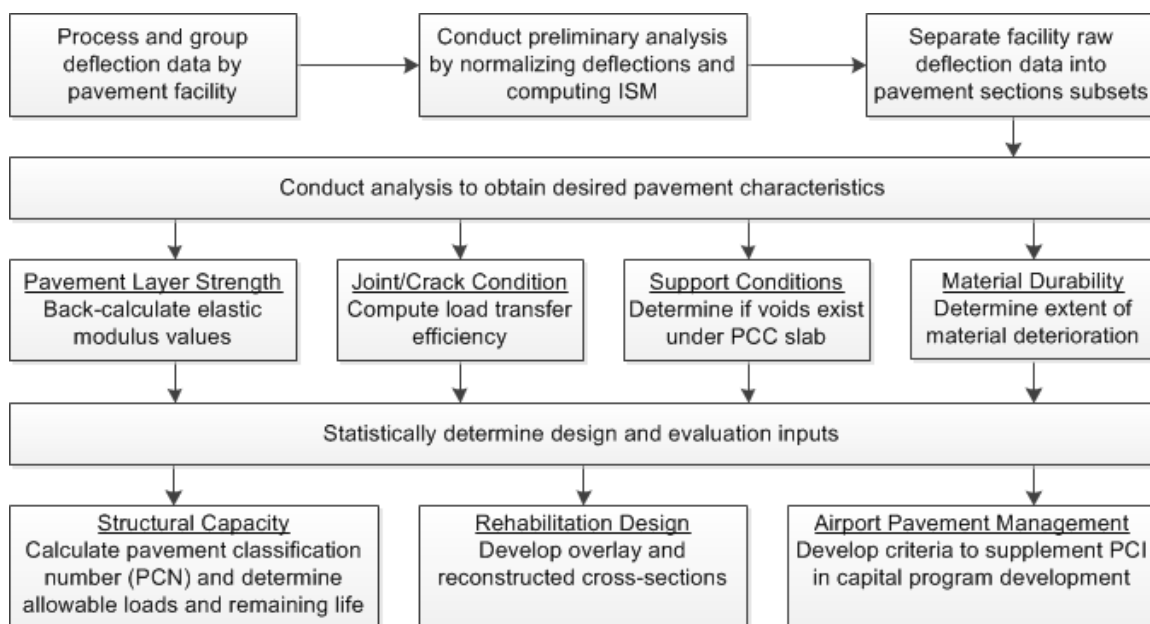 Process and group
deflection data by
pavement facility
Conduct preliminary analysis
by normalizing deflections and
computing ISM
Separate facility raw
deflection data into
pavement sections subsets
Conduct analysis to obtain desired pavement characteristics
Pavement Layer Strength
Back-calculate elastic
modulus values
Joint/Crack Condition
Compute load transfer
efficiency
Support Conditions
Determine if voids exist
under PCC slab
Material Durability
Determine extent of
material deterioration
Statistically determine design and evaluation inputs
Structural Capacity
Calculate pavement classification
number (PCN) and determine
allowable loads and remaining life
Rehabilitation Design
Develop overlay and
reconstructed cross-sections
Airport Pavement Management
Develop criteria to supplement PCI
in capital program development